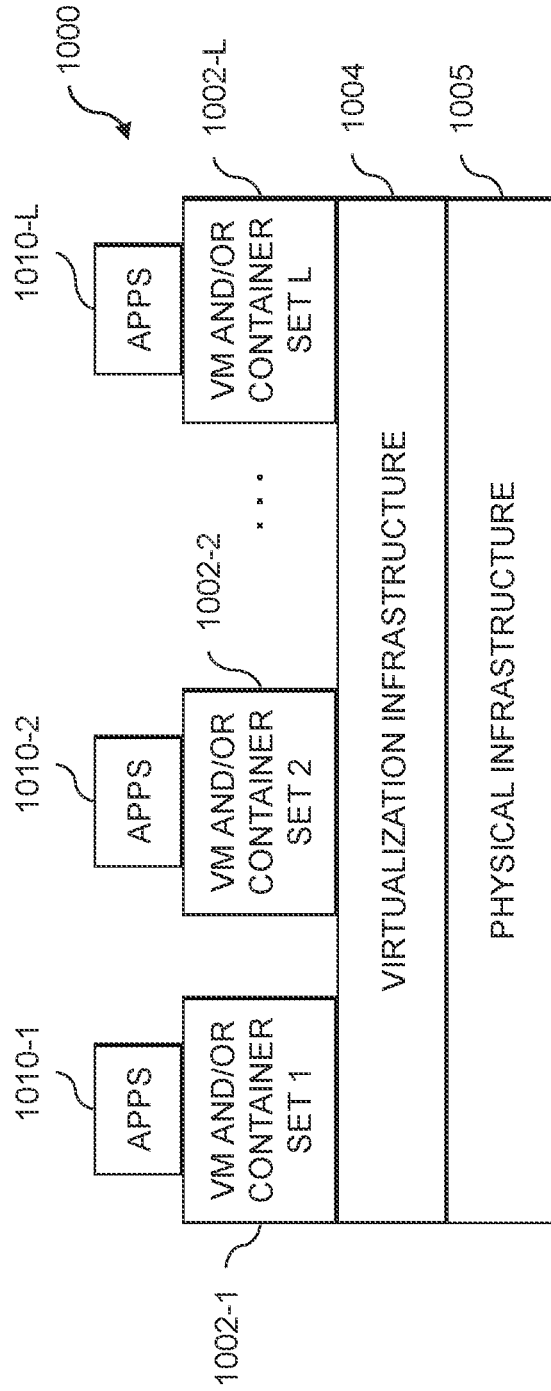 1000
1010-1
1010-2
1010-L
APPS
APPS
APPS
1002-1
VM AND/OR
CONTAINER
SET 1
1002-2
VM AND/OR
CONTAINER
SET 2
. . .
1002-L
VM AND/OR
CONTAINER
SET L
VIRTUALIZATION INFRASTRUCTURE
1004
PHYSICAL INFRASTRUCTURE
1005